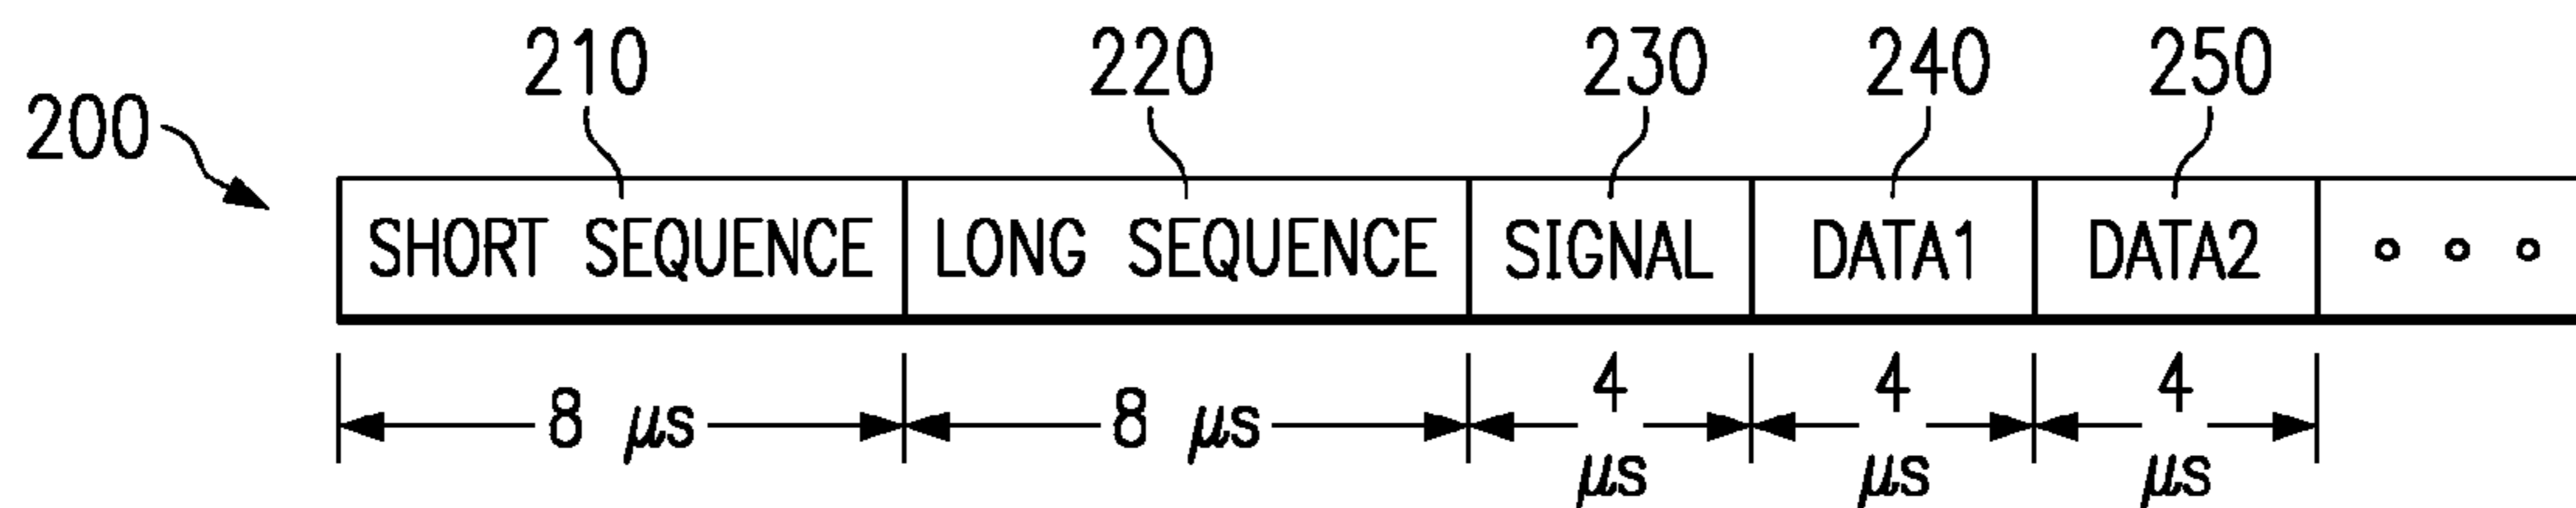 210 220 230 240 250
200
SHORT SEQUENCE LONG SEQUENCE SIGNAL DATA1 DATA2
8 μs 8 μs 4 μs 4 μs 4 μs